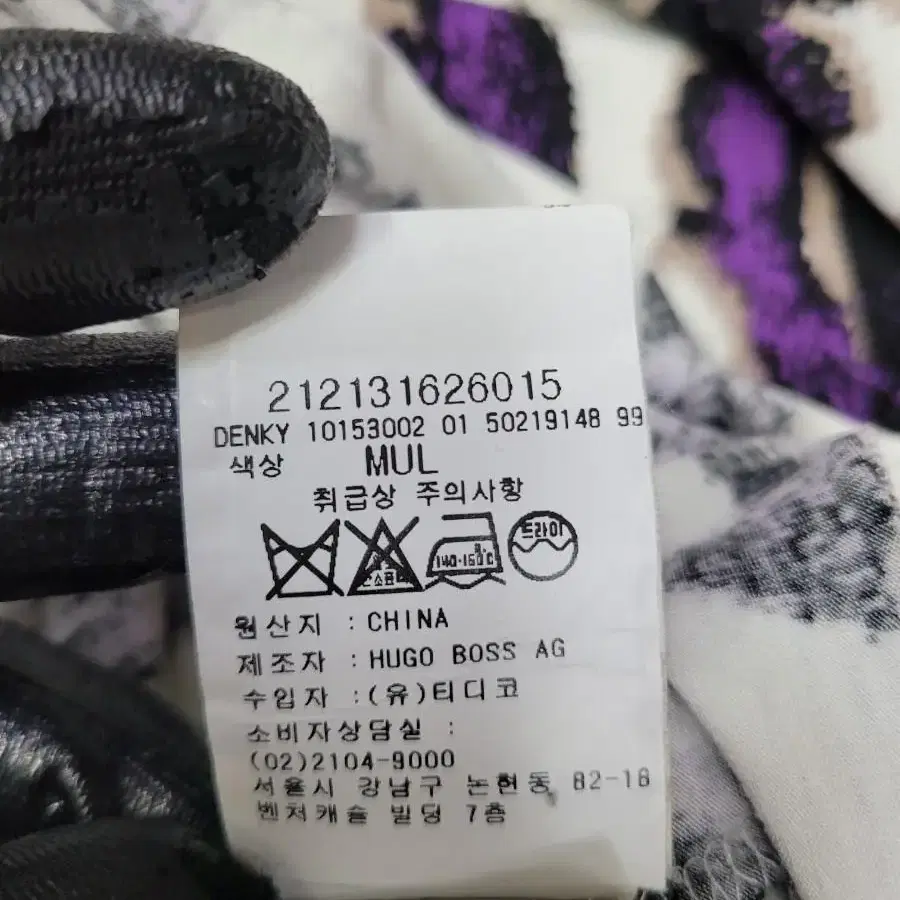 212131626015
DENKY 10153002 01 50219148 99
색상 MUL
취급상 주의사항
140-160℃ 드라이
원산지 : CHINA
제조자 : HUGO BOSS AG
수입자 : (유)티디코
소비자상담실 :
(02)2104-9000
서울시 강남구 논현동 82-18
벤처캐슬 빌딩 7층